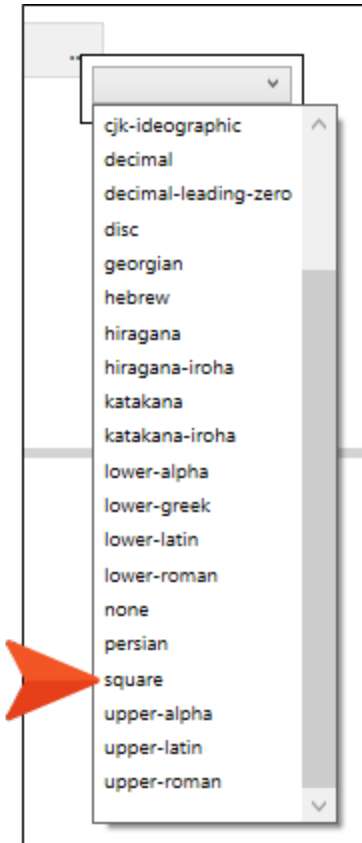 ..
cjk-ideographic
decimal
decimal-leading-zero
disc
georgian
hebrew
hiragana
hiragana-iroha
katakana
katakana-iroha
lower-alpha
lower-greek
lower-latin
lower-roman
none
persian
square
upper-alpha
upper-latin
upper-roman